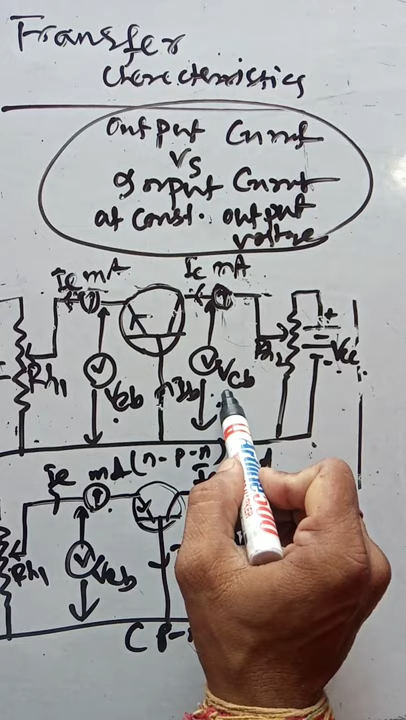 Transfer
Characteristics
output Current
vs
input Current
at const. output
voltage
Ie mA
Ic mA
Rh1
Veb
Vcb
Rh2
+
-
Vcc
(n-p-n)
Ie mA
Rh1
Veb
(P-